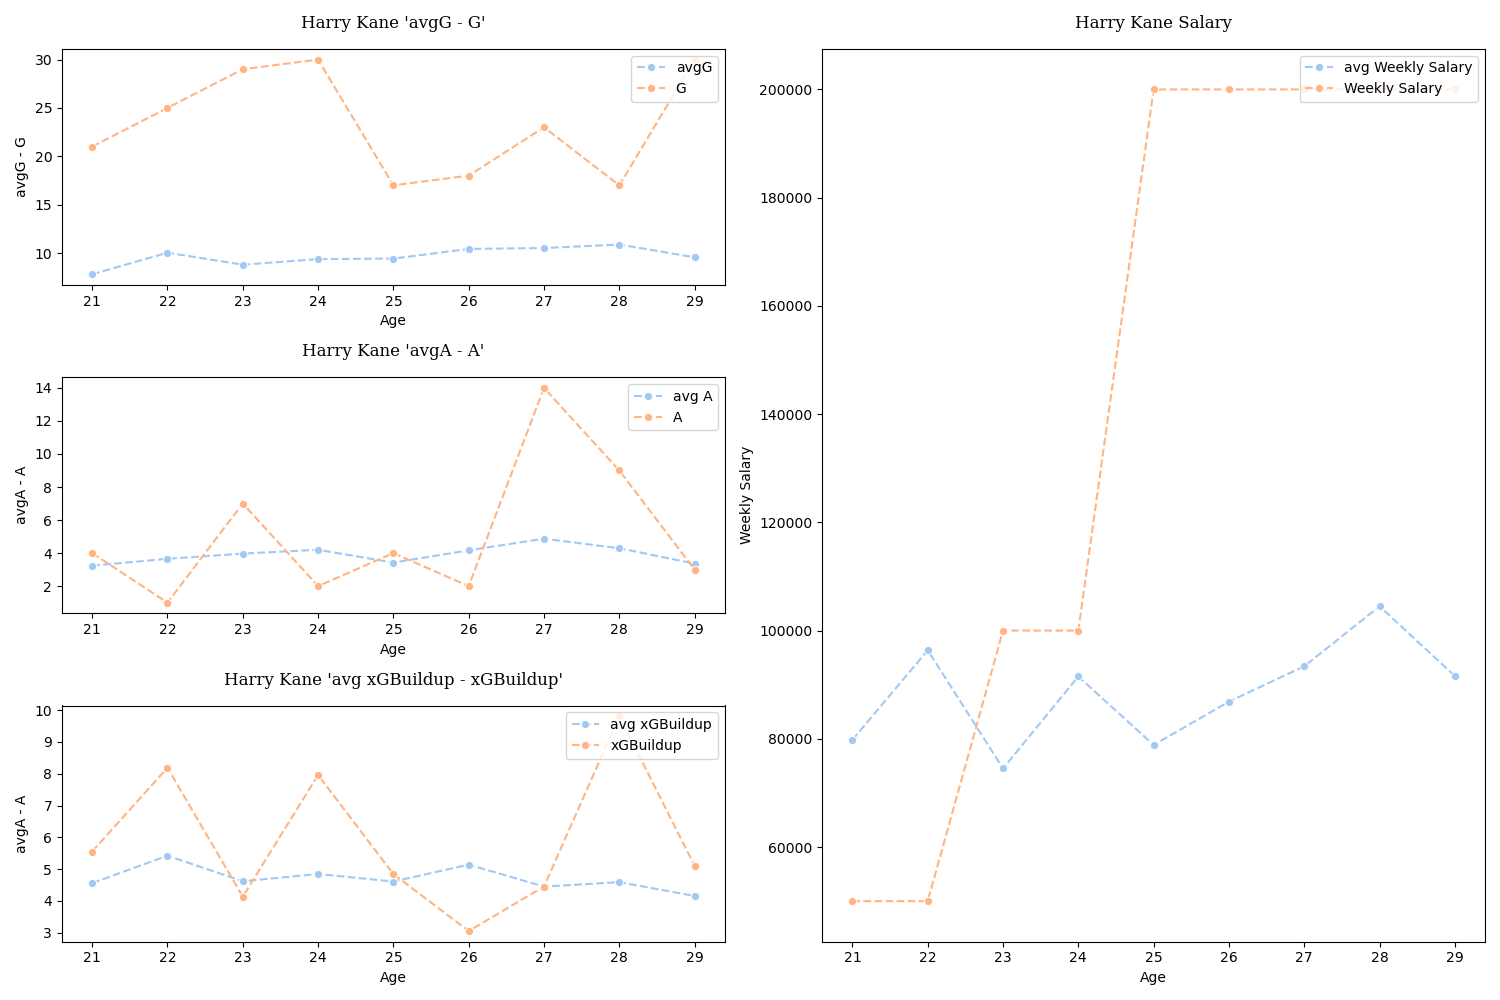 Harry Kane 'avgG - G'
30
25
20
15
10
avgG - G
avgG
G
21 22 23 24 25 26 27 28 29
Age
Harry Kane 'avgA - A'
14
12
10
8
6
4
2
avgA - A
avg A
A
21 22 23 24 25 26 27 28 29
Age
Harry Kane 'avg xGBuildup - xGBuildup'
10
9
8
7
6
5
4
3
avgA - A
avg xGBuildup
xGBuildup
21 22 23 24 25 26 27 28 29
Age
Harry Kane Salary
200000
180000
160000
140000
120000
100000
80000
60000
Weekly Salary
avg Weekly Salary
Weekly Salary
21 22 23 24 25 26 27 28 29
Age